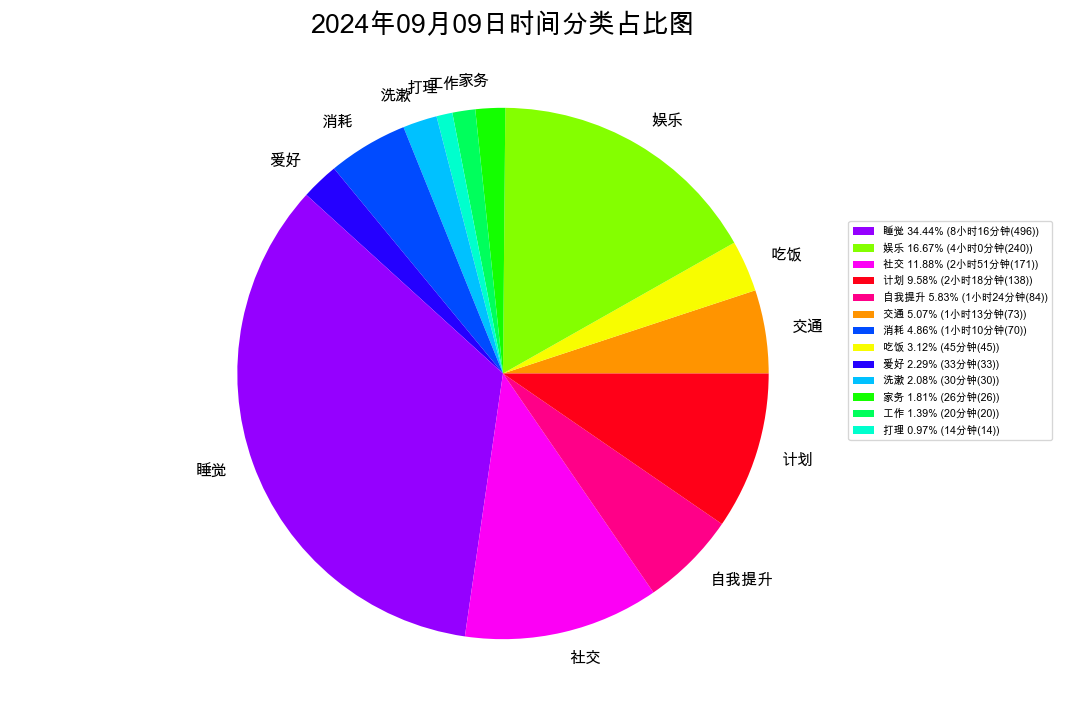 2024年09月09日时间分类占比图
家务
工作
打理
洗漱
消耗
爱好
娱乐
吃饭
交通
计划
自我提升
社交
睡觉
睡觉 34.44% (8小时16分钟(496))
娱乐 16.67% (4小时0分钟(240))
社交 11.88% (2小时51分钟(171))
计划 9.58% (2小时18分钟(138))
自我提升 5.83% (1小时24分钟(84))
交通 5.07% (1小时13分钟(73))
消耗 4.86% (1小时10分钟(70))
吃饭 3.12% (45分钟(45))
爱好 2.29% (33分钟(33))
洗漱 2.08% (30分钟(30))
家务 1.81% (26分钟(26))
工作 1.39% (20分钟(20))
打理 0.97% (14分钟(14))